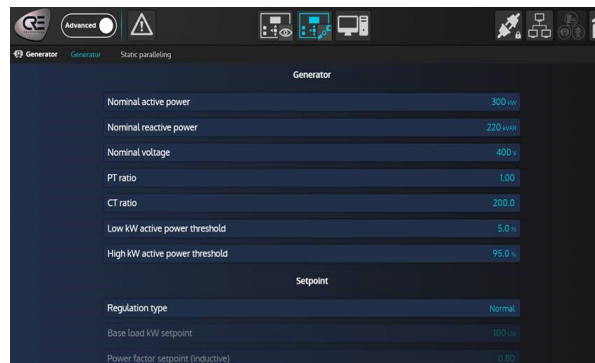 CRE
Advanced
Generator Generator Static paralleling
Generator
Nominal active power 300 kW
Nominal reactive power 220 kVAR
Nominal voltage 400 V
PT ratio 1.00
CT ratio 200.0
Low kW active power threshold 5.0 %
High kW active power threshold 95.0 %
Setpoint
Regulation type Normal
Base load kW setpoint 100 kW
Power factor setpoint (inductive) 0.80